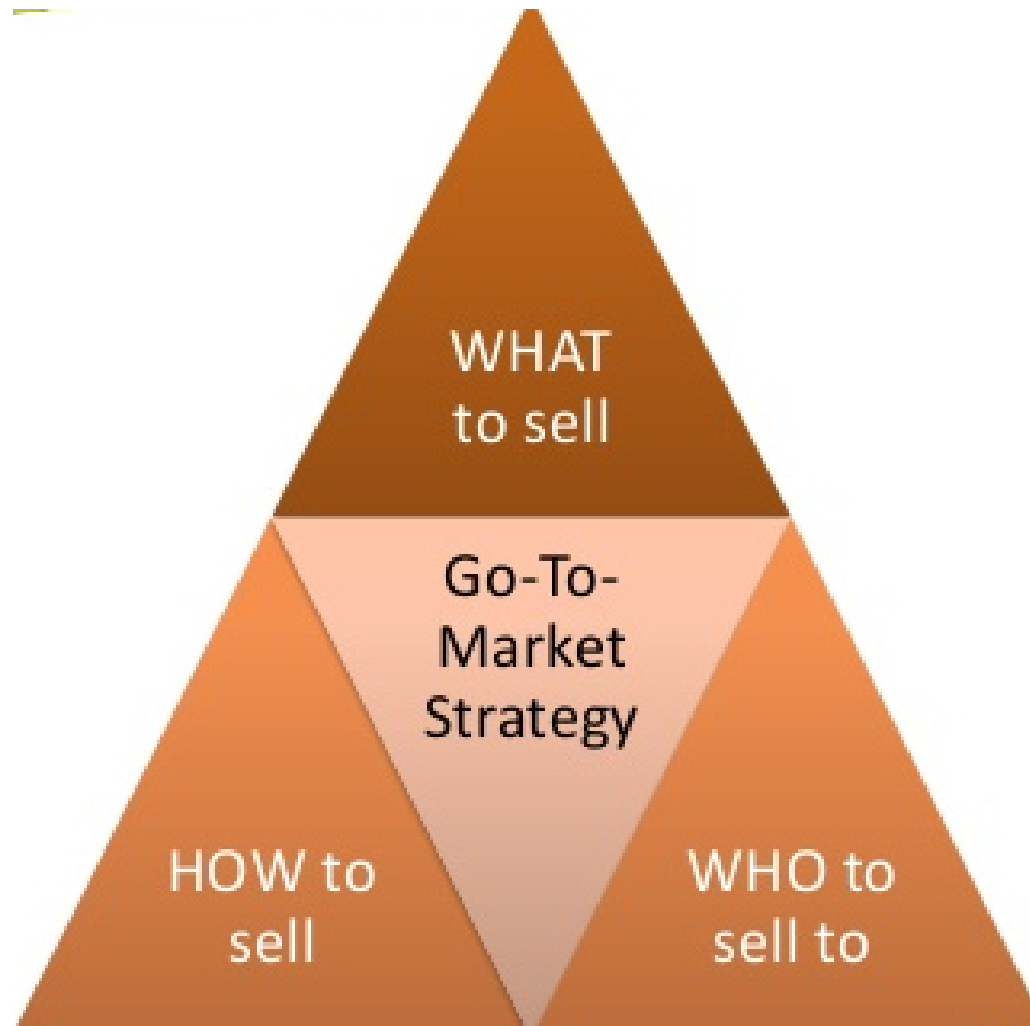 WHAT
to sell
Go-To-
Market
Strategy
HOW to
sell
WHO to
sell to